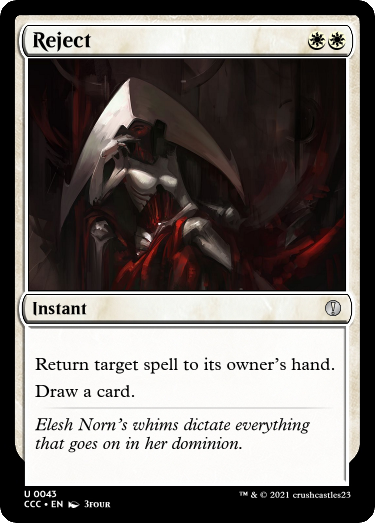 Reject
Instant
Return target spell to its owner's hand.
Draw a card.
Elesh Norn's whims dictate everything
that goes on in her dominion.
U 0043
CCC • EN 3FOUR
™ & © 2021 crushcastles23